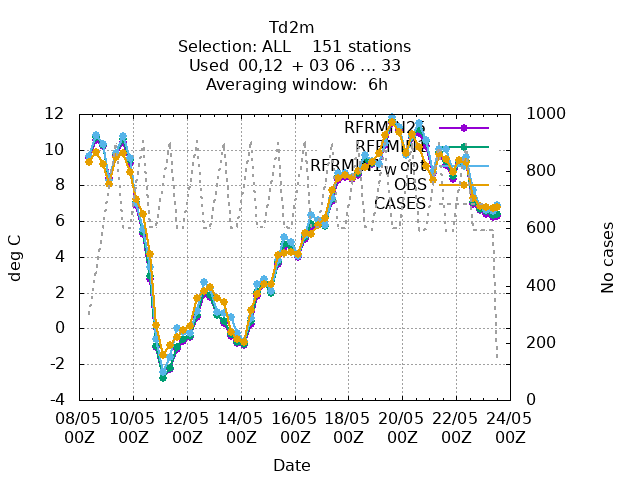 Td2m
Selection: ALL    151 stations
Used  00,12  + 03 06 ... 33
Averaging window:  6h
12
10
8
6
4
2
0
-2
-4
1000
800
600
400
200
0
deg C
No cases
RFRMIN25
OBS
CASES
08/05 10/05 12/05 14/05 16/05 18/05 20/05 22/05 24/05
00Z 00Z 00Z 00Z 00Z 00Z 00Z 00Z 00Z
Date